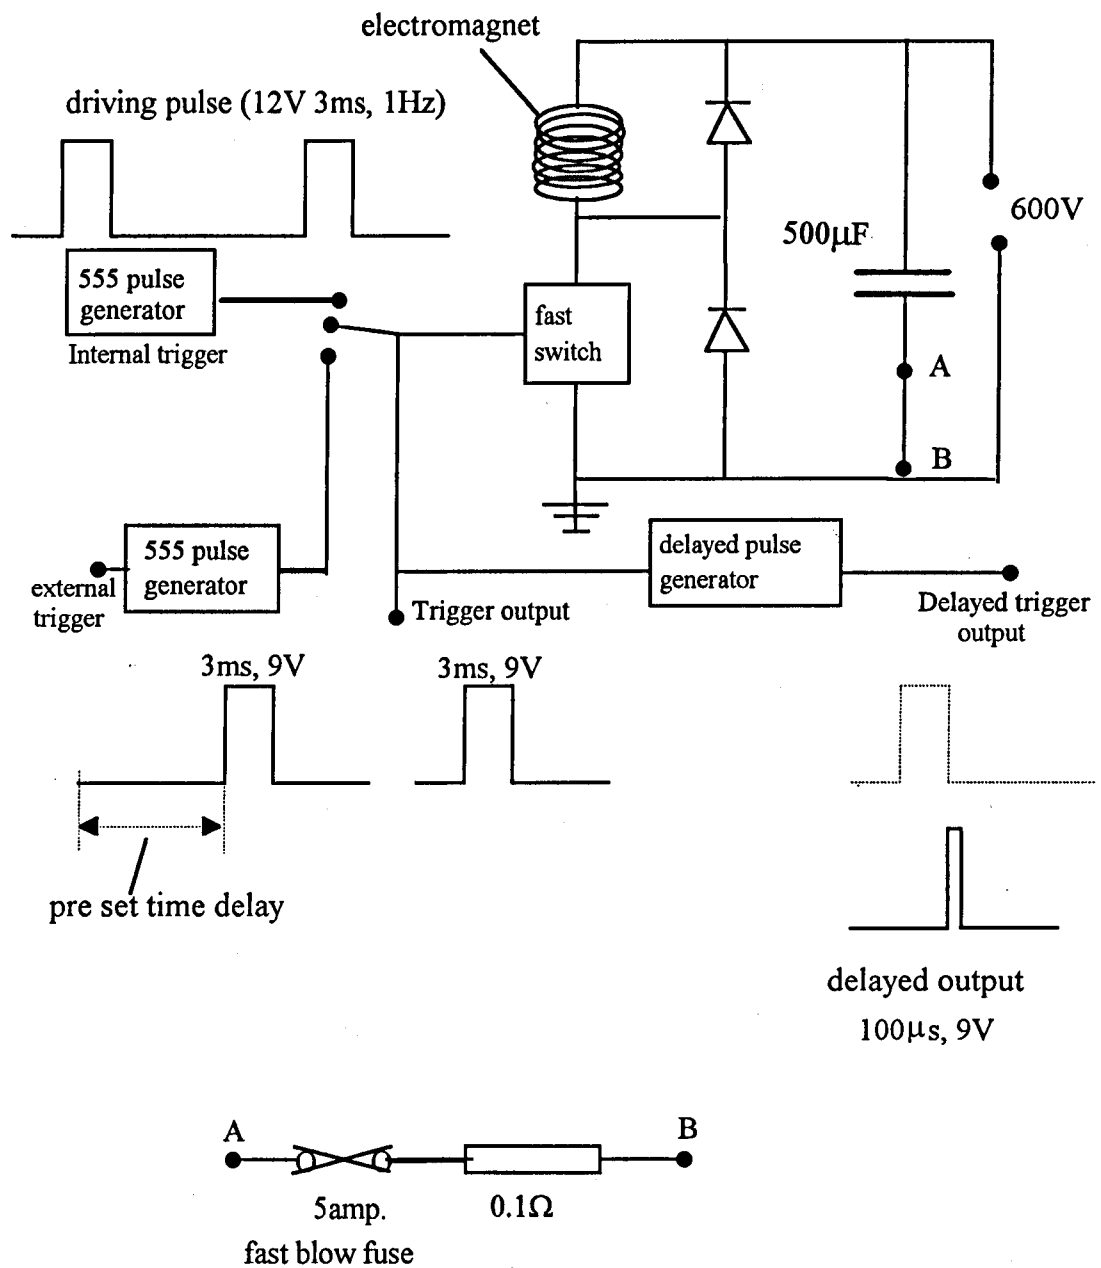 electromagnet
driving pulse (12V 3ms, 1Hz)
600V
500µF
555 pulse
generator
Internal trigger
fast
switch
A
B
555 pulse
generator
external
trigger
delayed pulse
generator
Trigger output
Delayed trigger
output
3ms, 9V
3ms, 9V
pre set time delay
delayed output
100µs, 9V
A
B
5amp.
0.1Ω
fast blow fuse